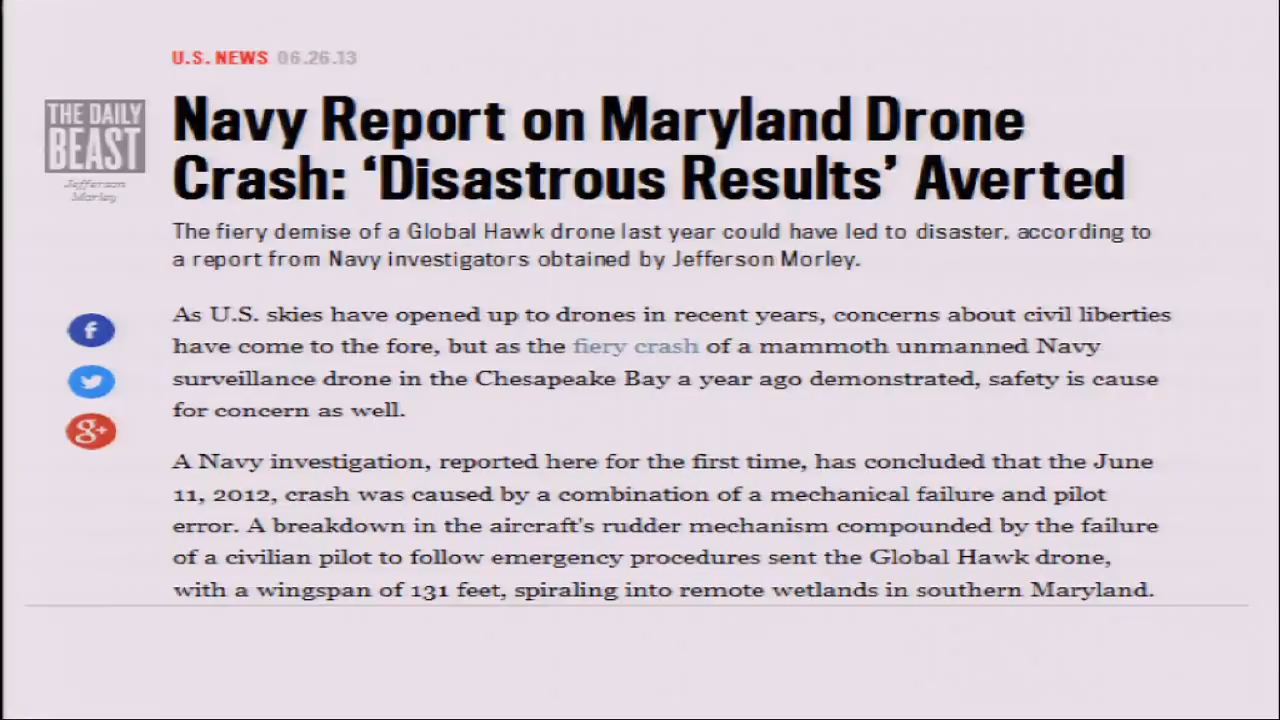 U.S. NEWS 06.26.13
THE DAILY
BEAST
Jefferson
Morley
Navy Report on Maryland Drone
Crash: ‘Disastrous Results’ Averted
The fiery demise of a Global Hawk drone last year could have led to disaster, according to
a report from Navy investigators obtained by Jefferson Morley.
As U.S. skies have opened up to drones in recent years, concerns about civil liberties
have come to the fore, but as the fiery crash of a mammoth unmanned Navy
surveillance drone in the Chesapeake Bay a year ago demonstrated, safety is cause
for concern as well.
A Navy investigation, reported here for the first time, has concluded that the June
11, 2012, crash was caused by a combination of a mechanical failure and pilot
error. A breakdown in the aircraft's rudder mechanism compounded by the failure
of a civilian pilot to follow emergency procedures sent the Global Hawk drone,
with a wingspan of 131 feet, spiraling into remote wetlands in southern Maryland.
f
g+